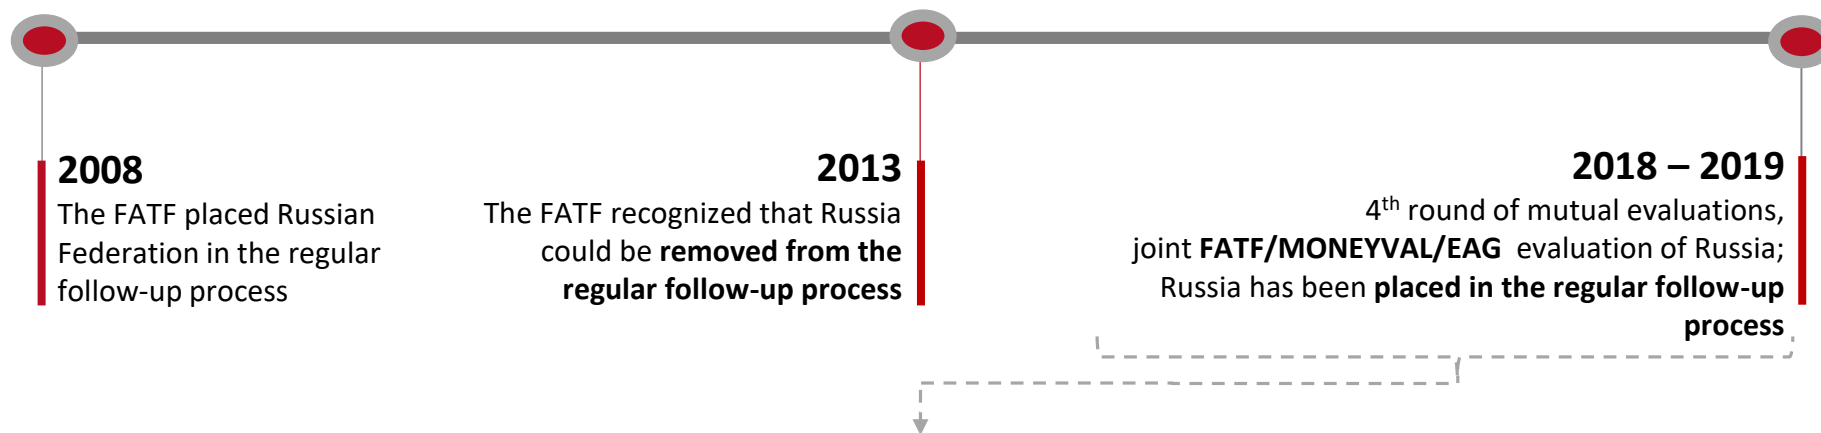 2008
The FATF placed Russian
Federation in the regular
follow-up process
2013
The FATF recognized that Russia
could be removed from the
regular follow-up process
2018 – 2019
4th round of mutual evaluations,
joint FATF/MONEYVAL/EAG evaluation of Russia;
Russia has been placed in the regular follow-up
process